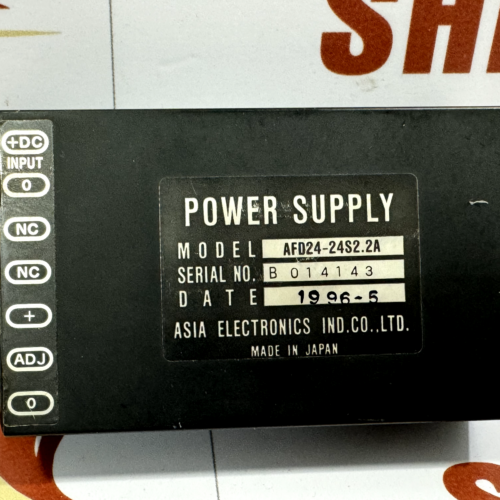 SH
+DC
INPUT
0
NC
NC
+
ADJ
0
POWER SUPPLY
MODEL AFD24-24S2.2A
SERIAL NO. B 014143
DATE 1996-5
ASIA ELECTRONICS IND.CO.,LTD.
MADE IN JAPAN